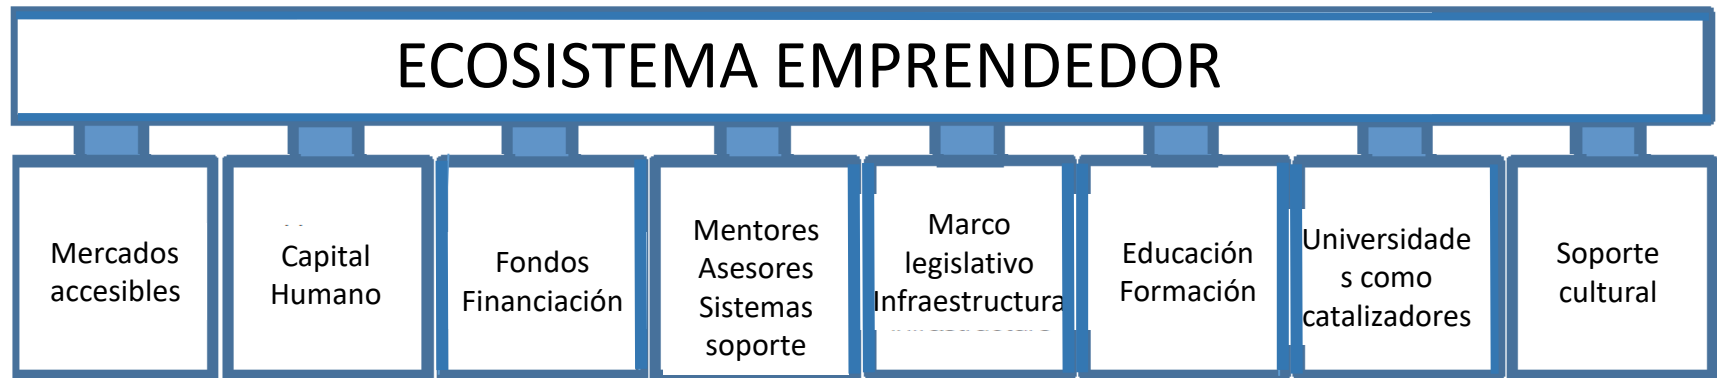 ECOSISTEMA EMPRENDEDOR
Mercados
accesibles
Capital
Humano
Fondos
Financiación
Mentores
Asesores
Sistemas
soporte
Marco
legislativo
Infraestructura
Educación
Formación
Universidade
s como
catalizadores
Soporte
cultural